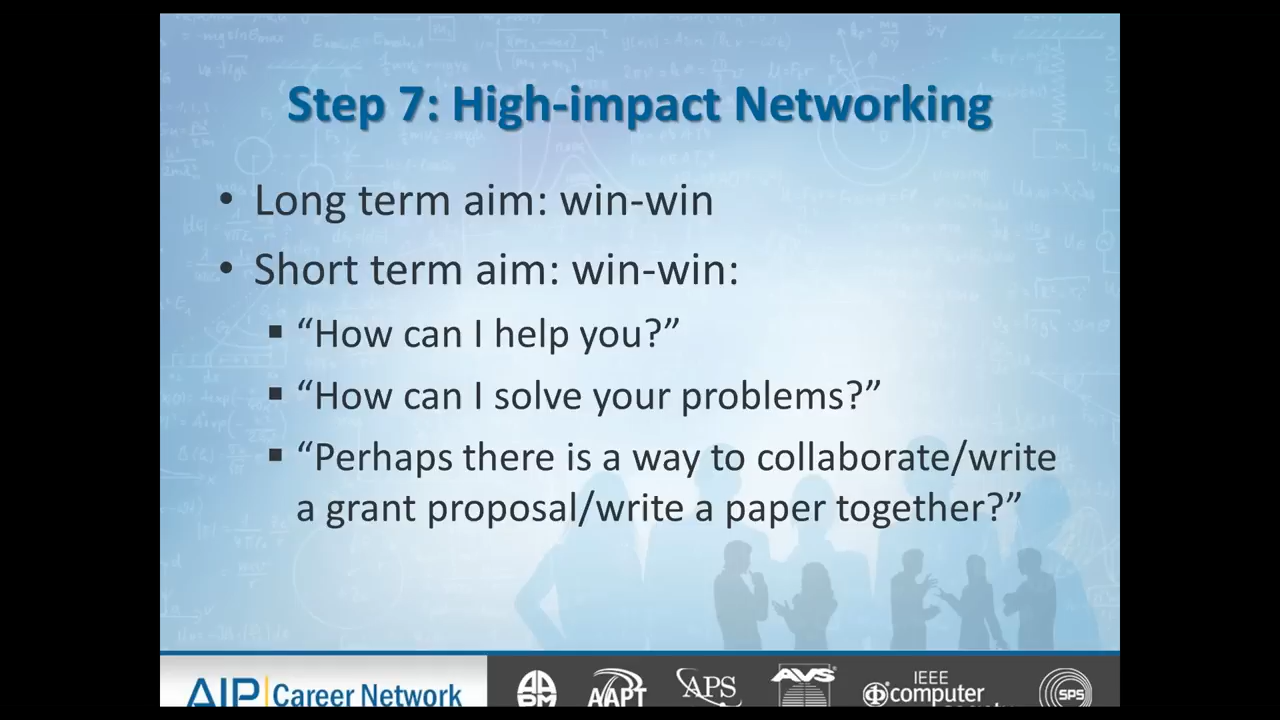 Step 7: High-impact Networking
• Long term aim: win-win
• Short term aim: win-win:
▪ “How can I help you?”
▪ “How can I solve your problems?”
▪ “Perhaps there is a way to collaborate/write
a grant proposal/write a paper together?”
AIP | Career Network
AAPT
APS
AVS
IEEE
computer
society
SPS